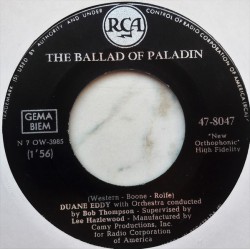 RCA
THE BALLAD OF PALADIN
GEMA
BIEM
47-8047
N 7 OW-3985
(1'56)
"New
Orthophonic"
High Fidelity
(Western - Boone - Rolfe)
DUANE EDDY with Orchestra conducted
by Bob Thompson - Supervised by
Lee Hazlewood - Manufactured by
Camy Productions, Inc.
for Radio Corporation of
America